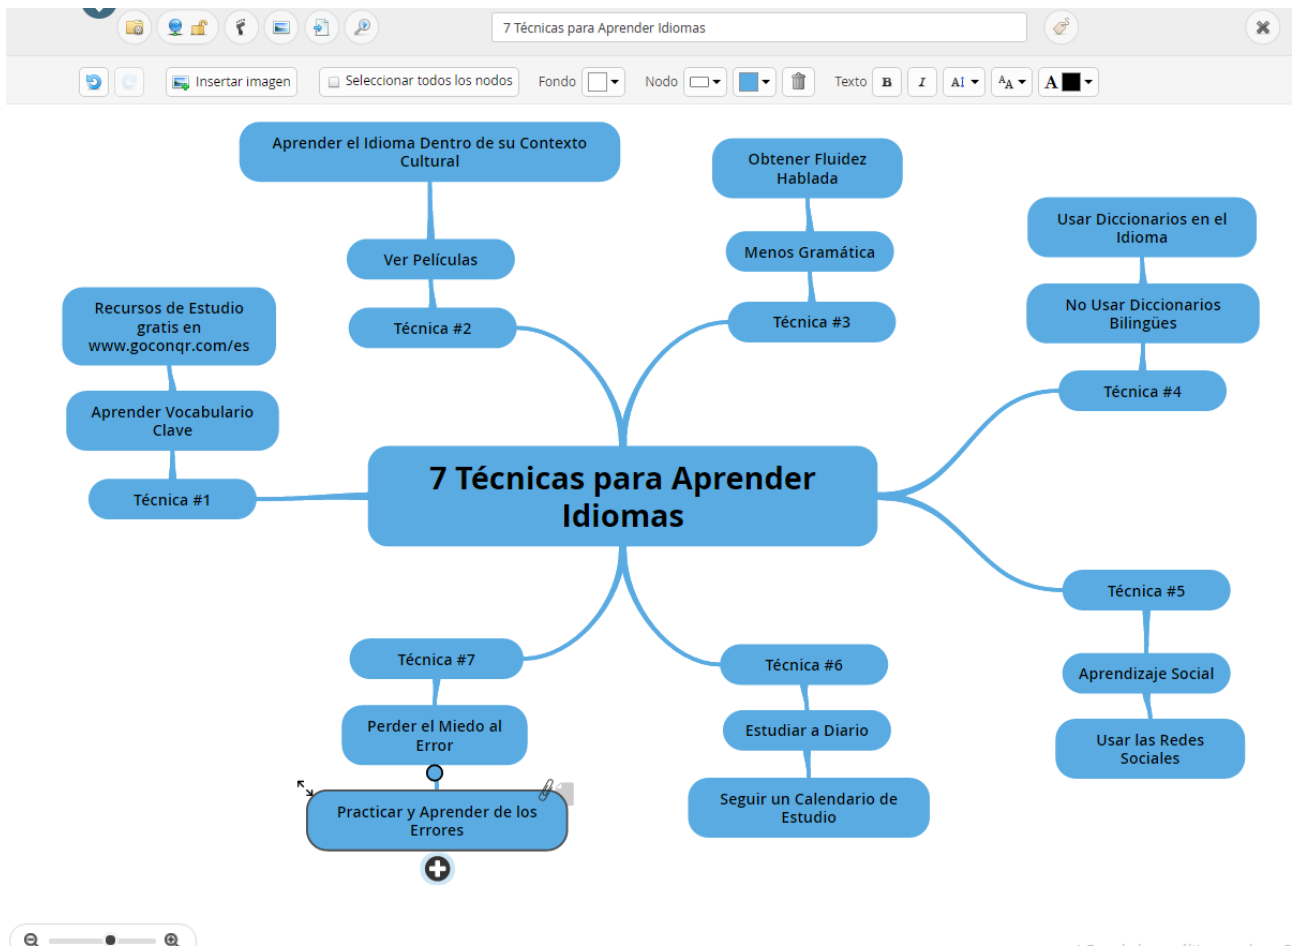 7 Técnicas para Aprender Idiomas
Insertar imagen
Seleccionar todos los nodos
Fondo
Nodo
Texto
B
I
AI
AA
A
Aprender el Idioma Dentro de su Contexto
Cultural
Ver Películas
Técnica #2
Obtener Fluidez
Hablada
Menos Gramática
Técnica #3
Usar Diccionarios en el
Idioma
No Usar Diccionarios
Bilingües
Técnica #4
Recursos de Estudio
gratis en
www.goconqr.com/es
Aprender Vocabulario
Clave
Técnica #1
7 Técnicas para Aprender
Idiomas
Técnica #5
Aprendizaje Social
Usar las Redes
Sociales
Técnica #7
Perder el Miedo al
Error
Practicar y Aprender de los
Errores
Técnica #6
Estudiar a Diario
Seguir un Calendario de
Estudio